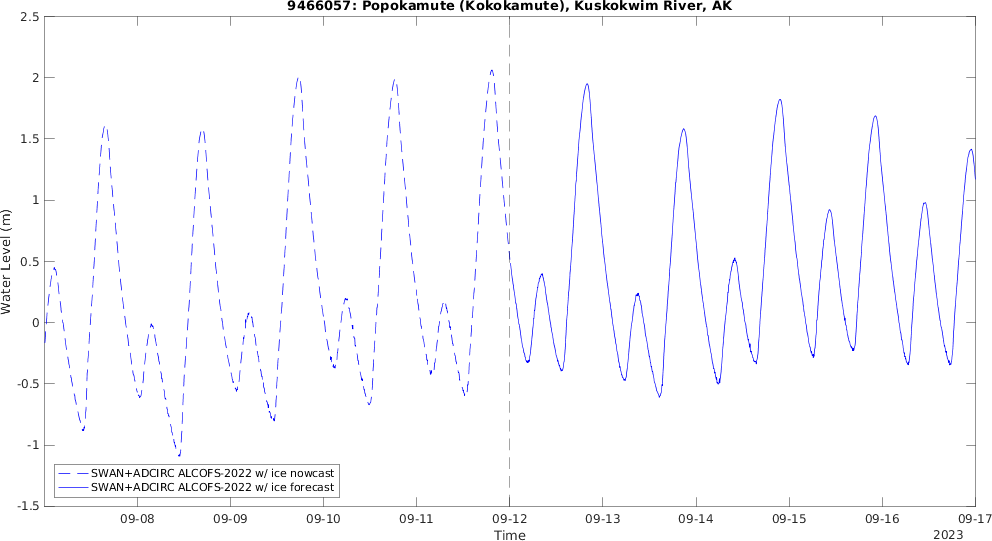 9466057: Popokamute (Kokokamute), Kuskokwim River, AK
Water Level (m)
2.5
2
1.5
1
0.5
0
-0.5
-1
-1.5
SWAN+ADCIRC ALCOFS-2022 w/ ice nowcast
SWAN+ADCIRC ALCOFS-2022 w/ ice forecast
09-08 09-09 09-10 09-11 09-12 09-13 09-14 09-15 09-16 09-17
Time
2023